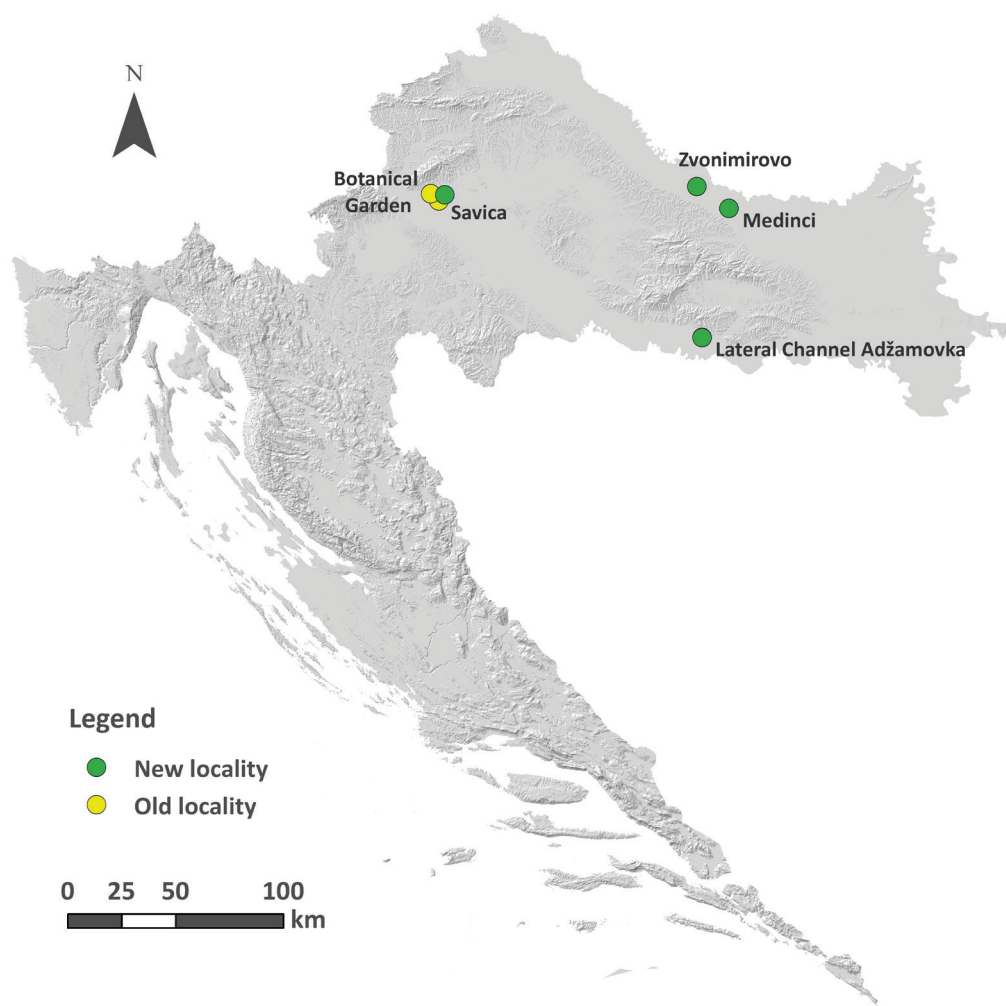 N
Zvonimirovo
Botanical
Garden
Savica
Medinci
Lateral Channel Adžamovka
Legend
New locality
Old locality
0 25 50 100
km